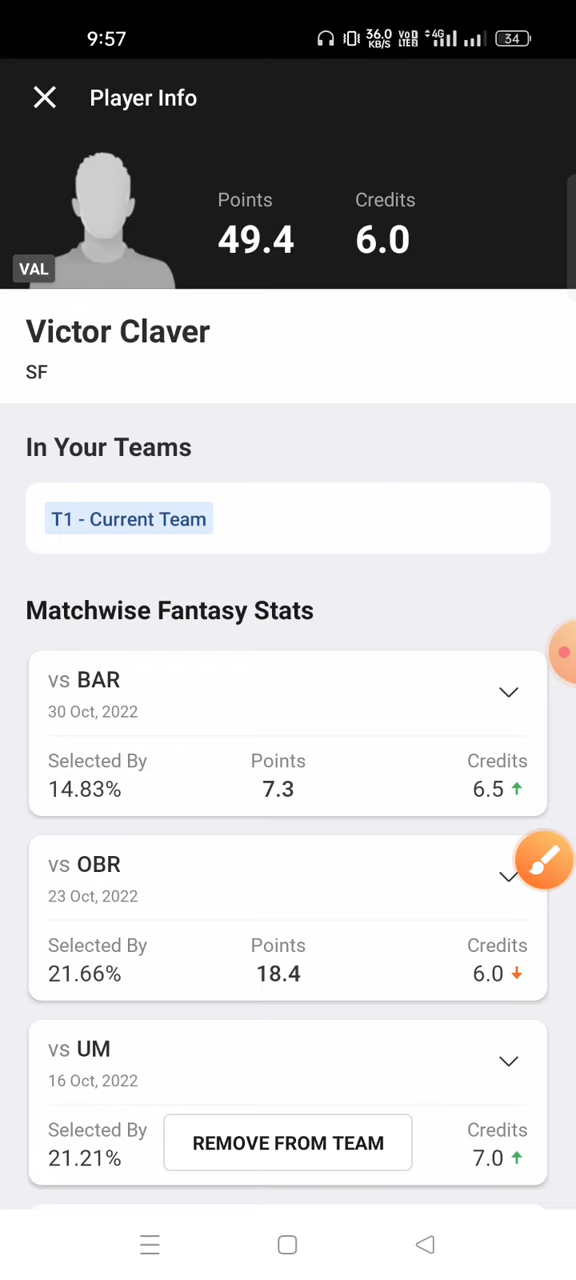 9:57
36.0
KB/S
VoD
LTE
4G
34
Player Info
Points
Credits
49.4
6.0
VAL
Victor Claver
SF
In Your Teams
T1 - Current Team
Matchwise Fantasy Stats
vs BAR
30 Oct, 2022
Selected By
Points
Credits
14.83%
7.3
6.5
vs OBR
23 Oct, 2022
Selected By
Points
Credits
21.66%
18.4
6.0
vs UM
16 Oct, 2022
Selected By
Credits
REMOVE FROM TEAM
21.21%
7.0